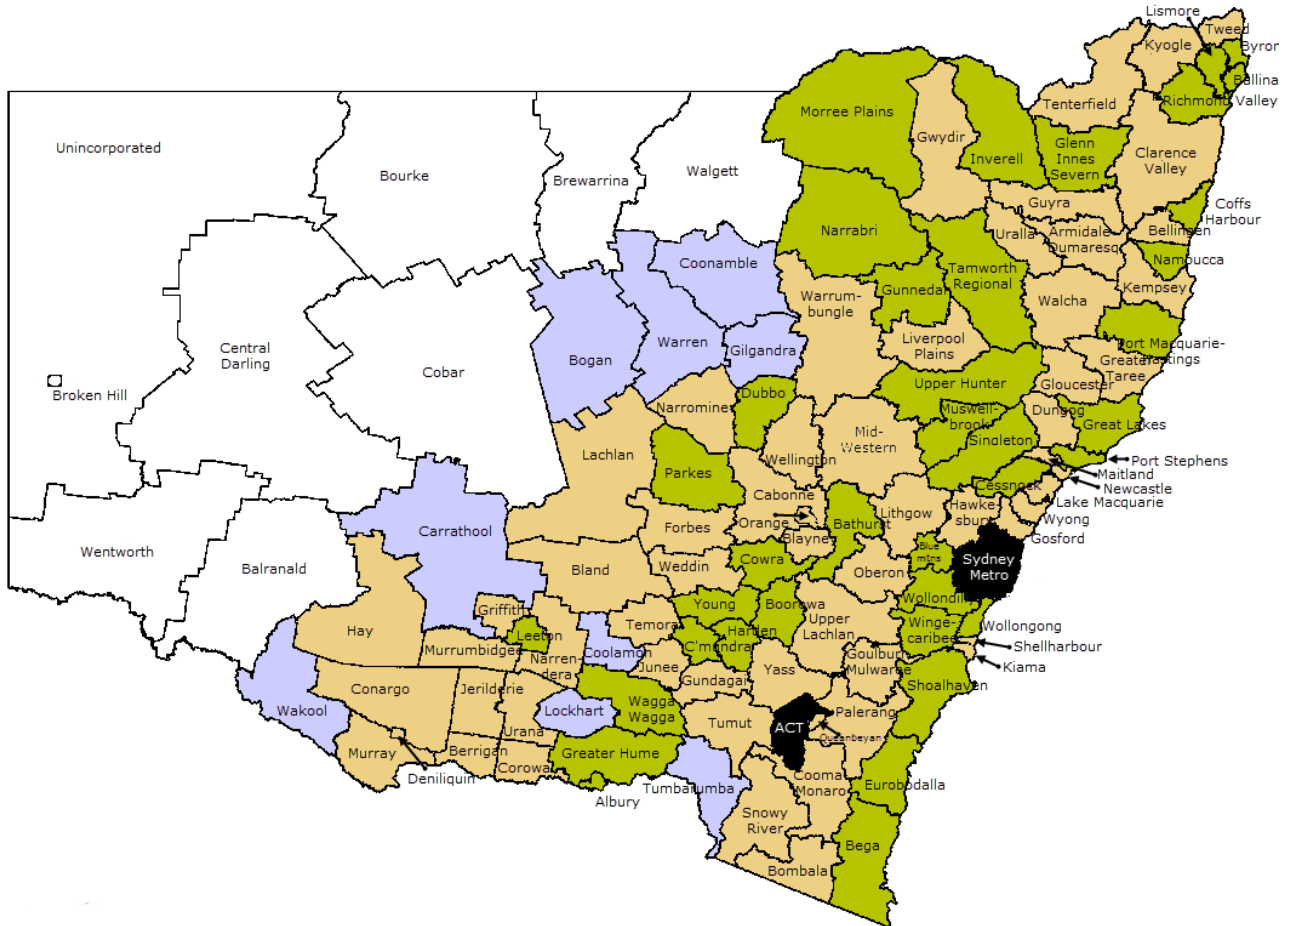 Lismore
Tweed
Kyogle
Byron
Ballina
Richmond Valley
Tenterfield
Morree Plains
Gwydir
Inverell
Glenn
Innes
Severn
Clarence
Valley
Unincorporated
Bourke
Brewarrina
Walgett
Guyra
Coffs
Harbour
Narrabri
Uralla
Armidale
Dumaresq
Bellingen
Nambucca
Coonamble
Tamworth
Regional
Gunnedar
Walcha
Kempsey
Warrum-
bungle
Central
Darling
Cobar
Bogan
Warren
Gilgandra
Liverpool
Plains
Port Macquarie-
Hastings
Greater
Taree
Gloucester
Broken Hill
Upper Hunter
Dubbo
Narromine
Muswell-
brook
Dungog
Great Lakes
Singleton
Mid-
Western
Lachlan
Wellington
Parkes
Port Stephens
Maitland
Newcastle
Cessnock
Lake Macquarie
Cabonne
Lithgow
Hawke-
sbury
Wyong
Gosford
Carrathool
Forbes
Orange
Bathurst
Blayney
Wentworth
Balranald
Bland
Weddin
Cowra
Oberon
Blue
mtns
Sydney
Metro
Wollondilly
Griffith
Young
Boorowa
Upper
Lachlan
Winge-
caribee
Wollongong
Shellharbour
Kiama
Hay
Leeton
Temora
C'mundra
Harden
Murrumbidgee
Narren-
dera
Coolamon
Junee
Goulburn
Mulwaree
Gundagai
Yass
Shoalhaven
Conargo
Jerilderie
Wakool
Urana
Lockhart
Wagga
Wagga
Tumut
ACT
Palerang
Queanbeyan
Murray
Berrigan
Corowa
Greater Hume
Deniliquin
Albury
Tumbarumba
Cooma
Monaro
Eurobodalla
Snowy
River
Bega
Bombala